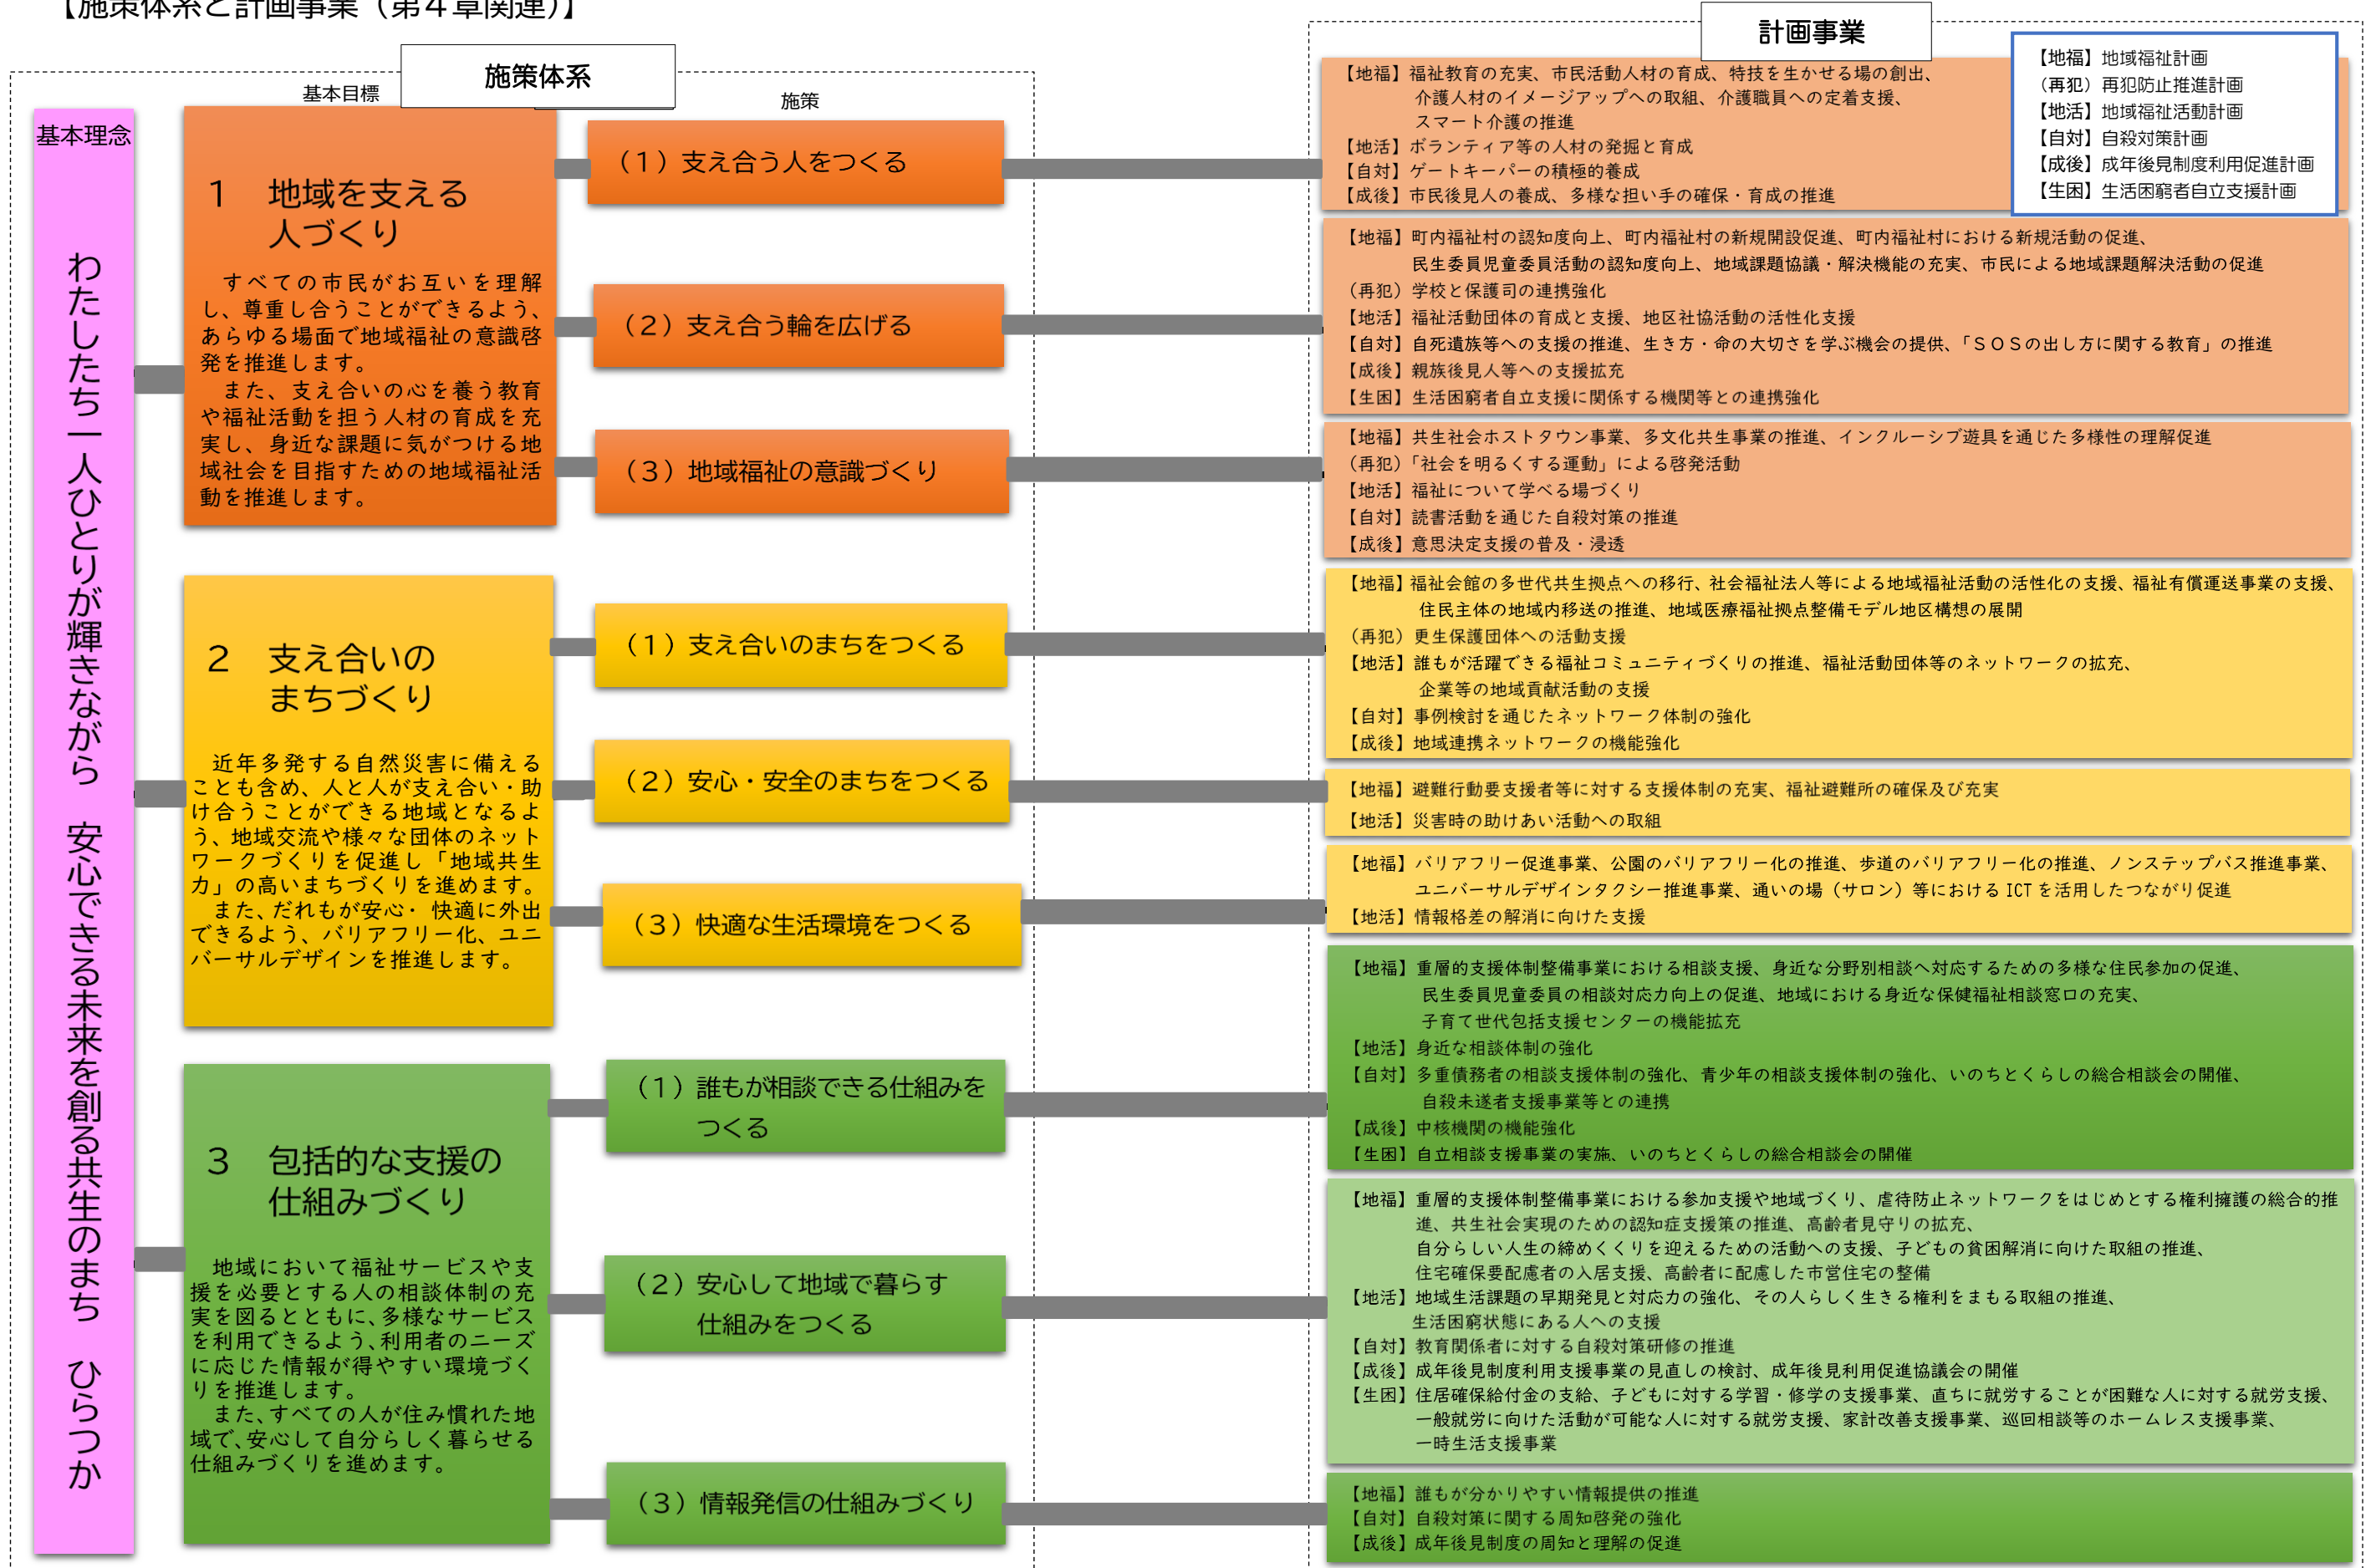 【施策体系と計画事業（第４章関連）】
施策体系
基本目標
施策
基本理念
わたしたち一人ひとりが輝きながら　安心できる未来を創る共生のまち　ひらつか
１　地域を支える
人づくり
すべての市民がお互いを理解
し、尊重し合うことができるよう、
あらゆる場面で地域福祉の意識啓
発を推進します。
また、支え合いの心を養う教育
や福祉活動を担う人材の育成を充
実し、身近な課題に気がつける地
域社会を目指すための地域福祉活
動を推進します。
（１）支え合う人をつくる
（２）支え合う輪を広げる
（３）地域福祉の意識づくり
２　支え合いの
まちづくり
近年多発する自然災害に備える
ことも含め、人と人が支え合い・助
け合うことができる地域となるよ
う、地域交流や様々な団体のネット
ワークづくりを促進し「地域共生
力」の高いまちづくりを進めます。
また、だれもが安心・快適に外出
できるよう、バリアフリー化、ユニ
バーサルデザインを推進します。
（１）支え合いのまちをつくる
（２）安心・安全のまちをつくる
（３）快適な生活環境をつくる
３　包括的な支援の
仕組みづくり
地域において福祉サービスや支
援を必要とする人の相談体制の充
実を図るとともに、多様なサービス
を利用できるよう、利用者のニーズ
に応じた情報が得やすい環境づく
りを推進します。
また、すべての人が住み慣れた地
域で、安心して自分らしく暮らせる
仕組みづくりを進めます。
（１）誰もが相談できる仕組みを
つくる
（２）安心して地域で暮らす
仕組みをつくる
（３）情報発信の仕組みづくり
計画事業
【地福】地域福祉計画
（再犯）再犯防止推進計画
【地活】地域福祉活動計画
【自対】自殺対策計画
【成後】成年後見制度利用促進計画
【生困】生活困窮者自立支援計画
【地福】福祉教育の充実、市民活動人材の育成、特技を生かせる場の創出、
介護人材のイメージアップへの取組、介護職員への定着支援、
スマート介護の推進
【地活】ボランティア等の人材の発掘と育成
【自対】ゲートキーパーの積極的養成
【成後】市民後見人の養成、多様な担い手の確保・育成の推進
【地福】町内福祉村の認知度向上、町内福祉村の新規開設促進、町内福祉村における新規活動の促進、
民生委員児童委員活動の認知度向上、地域課題協議・解決機能の充実、市民による地域課題解決活動の促進
（再犯）学校と保護司の連携強化
【地活】福祉活動団体の育成と支援、地区社協活動の活性化支援
【自対】自死遺族等への支援の推進、生き方・命の大切さを学ぶ機会の提供、「ＳＯＳの出し方に関する教育」の推進
【成後】親族後見人等への支援拡充
【生困】生活困窮者自立支援に関係する機関等との連携強化
【地福】共生社会ホストタウン事業、多文化共生事業の推進、インクルーシブ遊具を通じた多様性の理解促進
（再犯）「社会を明るくする運動」による啓発活動
【地活】福祉について学べる場づくり
【自対】読書活動を通じた自殺対策の推進
【成後】意思決定支援の普及・浸透
【地福】福祉会館の多世代共生拠点への移行、社会福祉法人等による地域福祉活動の活性化の支援、福祉有償運送事業の支援、
住民主体の地域内移送の推進、地域医療福祉拠点整備モデル地区構想の展開
（再犯）更生保護団体への活動支援
【地活】誰もが活躍できる福祉コミュニティづくりの推進、福祉活動団体等のネットワークの拡充、
企業等の地域貢献活動の支援
【自対】事例検討を通じたネットワーク体制の強化
【成後】地域連携ネットワークの機能強化
【地福】避難行動要支援者等に対する支援体制の充実、福祉避難所の確保及び充実
【地活】災害時の助けあい活動への取組
【地福】バリアフリー促進事業、公園のバリアフリー化の推進、歩道のバリアフリー化の推進、ノンステップバス推進事業、
ユニバーサルデザインタクシー推進事業、通いの場（サロン）等における ICT を活用したつながり促進
【地活】情報格差の解消に向けた支援
【地福】重層的支援体制整備事業における相談支援、身近な分野別相談へ対応するための多様な住民参加の促進、
民生委員児童委員の相談対応力向上の促進、地域における身近な保健福祉相談窓口の充実、
子育て世代包括支援センターの機能拡充
【地活】身近な相談体制の強化
【自対】多重債務者の相談支援体制の強化、青少年の相談支援体制の強化、いのちとくらしの総合相談会の開催、
自殺未遂者支援事業等との連携
【成後】中核機関の機能強化
【生困】自立相談支援事業の実施、いのちとくらしの総合相談会の開催
【地福】重層的支援体制整備事業における参加支援や地域づくり、虐待防止ネットワークをはじめとする権利擁護の総合的推
進、共生社会実現のための認知症支援策の推進、高齢者見守りの拡充、
自分らしい人生の締めくくりを迎えるための活動への支援、子どもの貧困解消に向けた取組の推進、
住宅確保要配慮者の入居支援、高齢者に配慮した市営住宅の整備
【地活】地域生活課題の早期発見と対応力の強化、その人らしく生きる権利をまもる取組の推進、
生活困窮状態にある人への支援
【自対】教育関係者に対する自殺対策研修の推進
【成後】成年後見制度利用支援事業の見直しの検討、成年後見利用促進協議会の開催
【生困】住居確保給付金の支給、子どもに対する学習・修学の支援事業、直ちに就労することが困難な人に対する就労支援、
一般就労に向けた活動が可能な人に対する就労支援、家計改善支援事業、巡回相談等のホームレス支援事業、
一時生活支援事業
【地福】誰もが分かりやすい情報提供の推進
【自対】自殺対策に関する周知啓発の強化
【成後】成年後見制度の周知と理解の促進